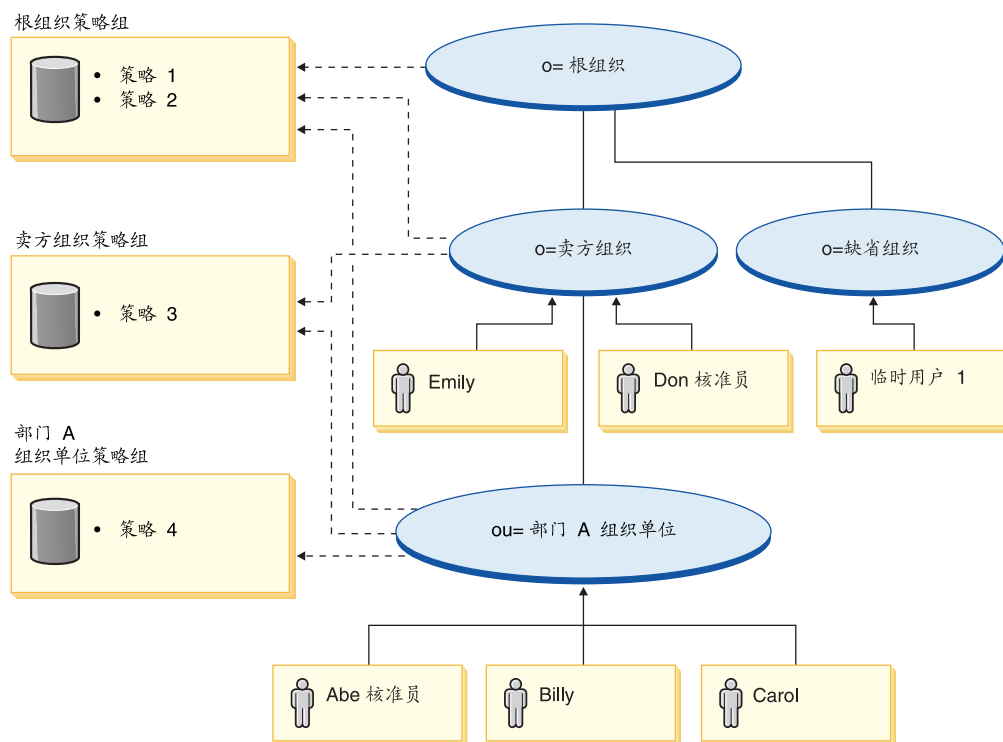 根组织策略组
• 策略 1
• 策略 2
o= 根组织
卖方组织策略组
• 策略 3
o=卖方组织
o=缺省组织
Emily
Don 核准员
临时用户 1
部门 A
组织单位策略组
• 策略 4
ou= 部门 A 组织单位
Abe 核准员
Billy
Carol